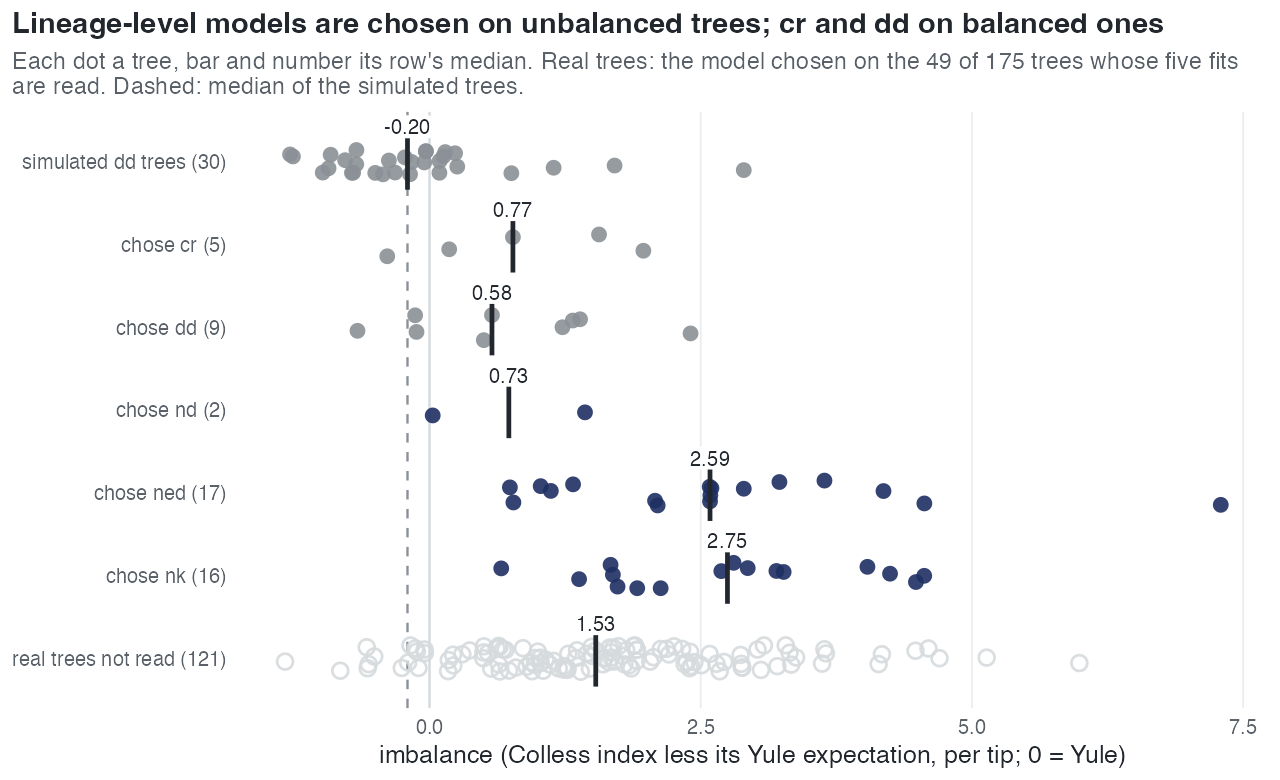 Lineage-level models are chosen on unbalanced trees; cr and dd on balanced ones
Each dot a tree, bar and number its row's median. Real trees: the model chosen on the 49 of 175 trees whose five fits
are read. Dashed: median of the simulated trees.
-0.20
simulated dd trees (30)
0.77
chose cr (5)
0.58
chose dd (9)
0.73
chose nd (2)
2.59
chose ned (17)
2.75
chose nk (16)
1.53
real trees not read (121)
0.0 2.5 5.0 7.5
imbalance (Colless index less its Yule expectation, per tip; 0 = Yule)